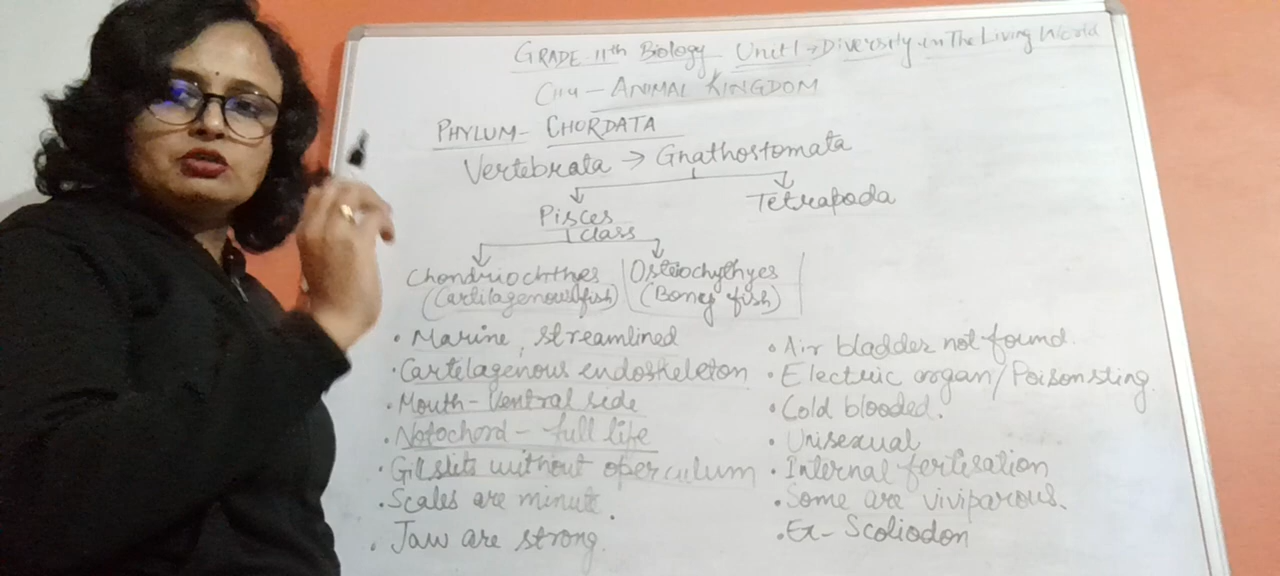 GRADE 11th Biology Unit 1 → Diversity in The Living World
CH4 - ANIMAL KINGDOM
PHYLUM - CHORDATA
Vertebrata → Gnathostomata
Pisces
Tetrapoda
class
Chondriochthyes
(Cartilagenous fish)
Osteiochythyes
(Boney fish)
• Marine, streamlined
• Cartelagenous endoskeleton
• Mouth - Ventral side
• Notochord - full life
• Gill slits without operculum
• Scales are minute.
• Jaw are strong.
• Air bladder not found.
• Electric organ/Poison sting.
• Cold blooded.
• Unisexual
• Internal fertilisation
• Some are viviparous.
• Ex- Scoliodon